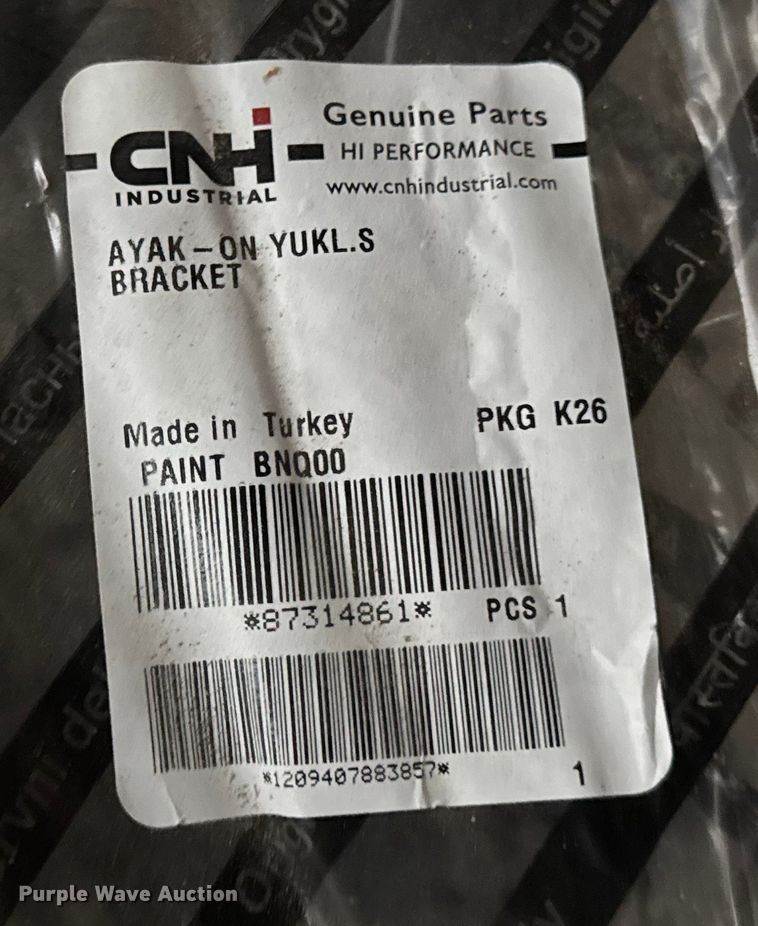 CNH
INDUSTRIAL
Genuine Parts
HI PERFORMANCE
www.cnhindustrial.com
AYAK-ON YUKL.S
BRACKET
Made in Turkey
PKG K26
PAINT BNQ00
*87314861*
PCS 1
*1209407883857*
1
أصلية
Purple Wave Auction